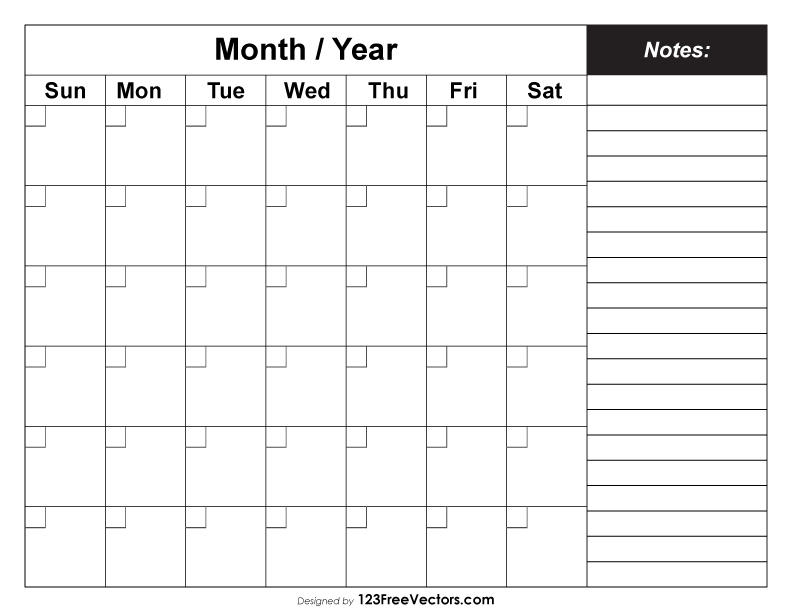 Month / Year
Notes:
Sun Mon Tue Wed Thu Fri Sat
Designed by 123FreeVectors.com